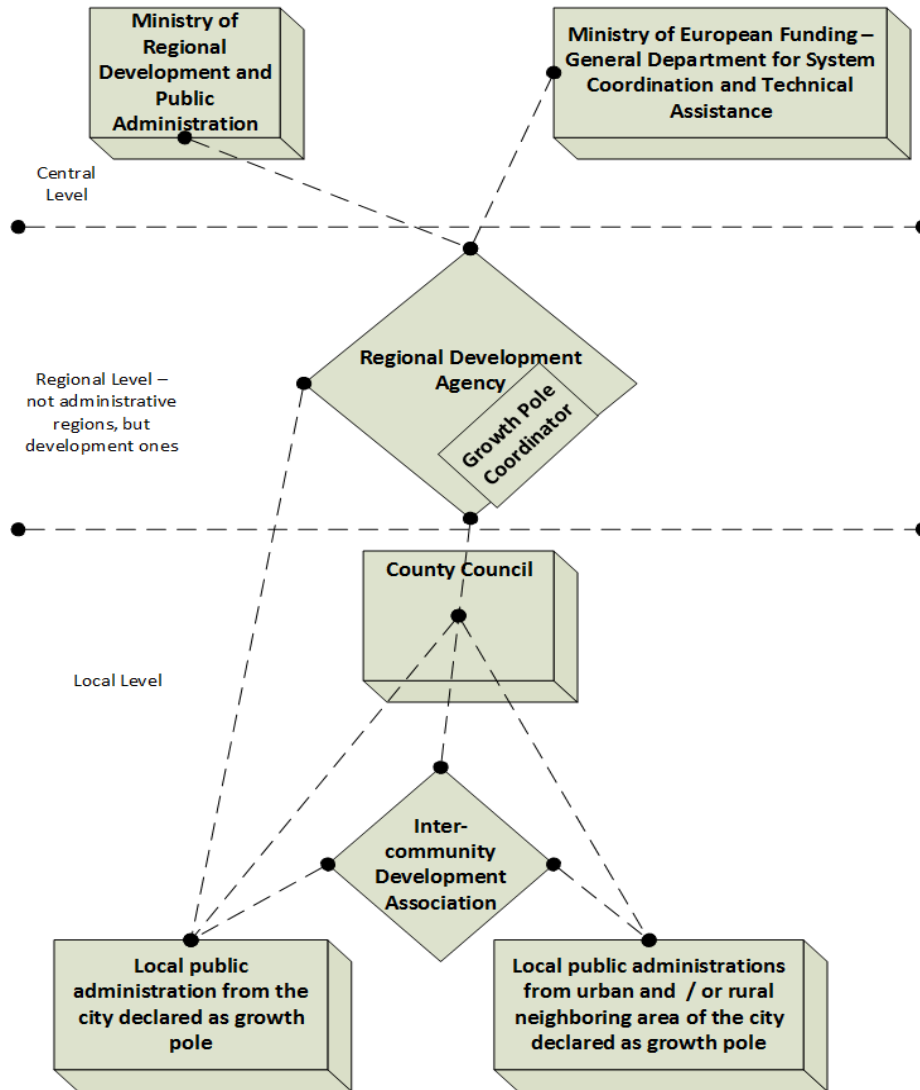 Ministry of
Regional
Development and
Public
Administration
Ministry of European Funding –
General Department for System
Coordination and Technical
Assistance
Central
Level
Regional Development
Agency
Growth Pole
Coordinator
Regional Level –
not administrative
regions, but
development ones
County Council
Local Level
Inter-
community
Development
Association
Local public
administration from the
city declared as growth
pole
Local public administrations
from urban and / or rural
neighboring area of the city
declared as growth pole